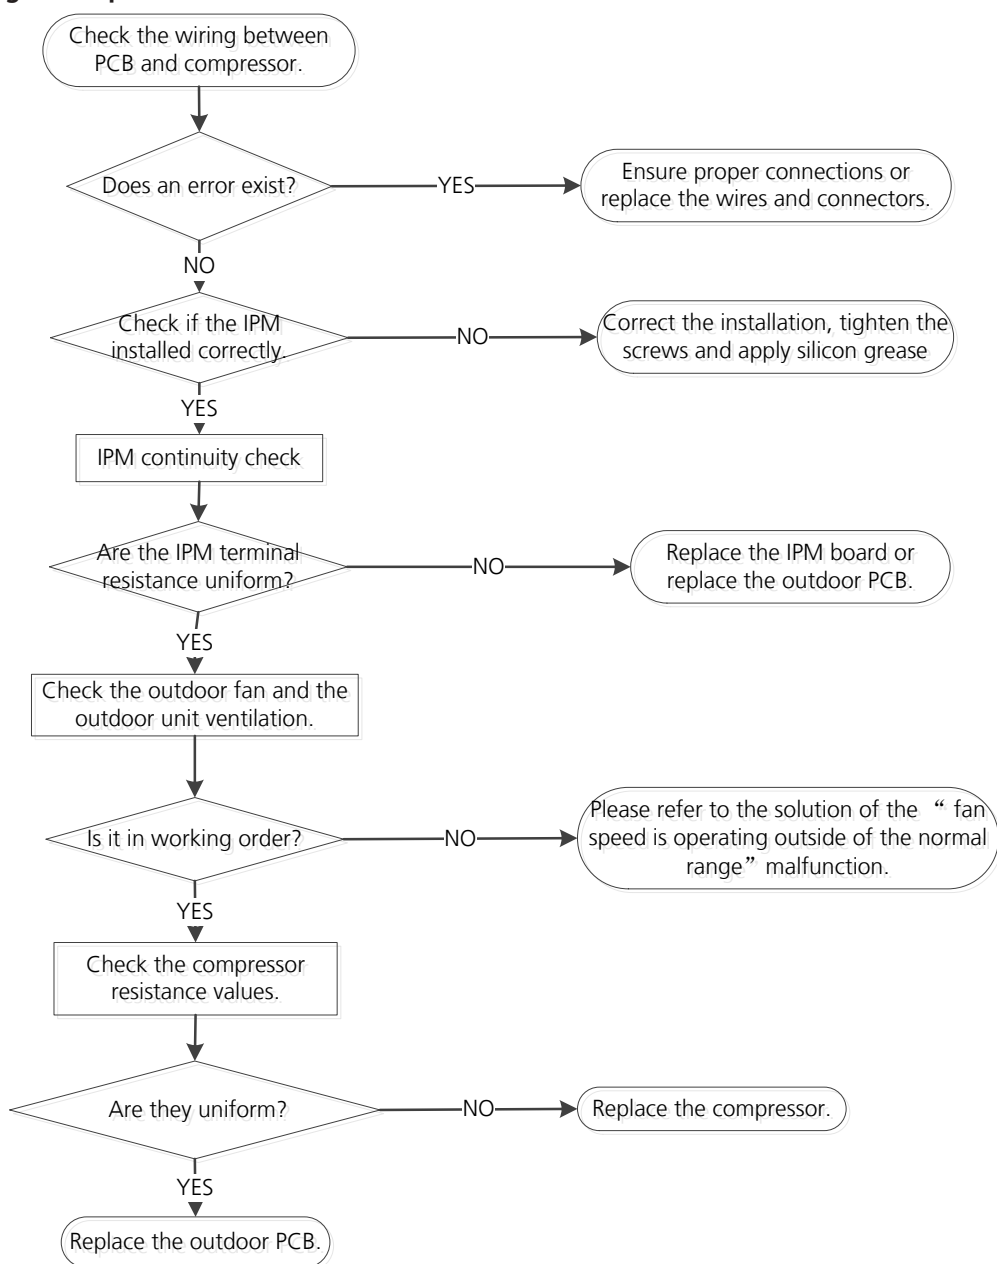 Check the wiring between
PCB and compressor.
Does an error exist?
YES
Ensure proper connections or
replace the wires and connectors.
NO
Check if the IPM
installed correctly.
NO
Correct the installation, tighten the
screws and apply silicon grease
YES
IPM continuity check
Are the IPM terminal
resistance uniform?
NO
Replace the IPM board or
replace the outdoor PCB.
YES
Check the outdoor fan and the
outdoor unit ventilation.
Is it in working order?
NO
Please refer to the solution of the “ fan
speed is operating outside of the normal
range” malfunction.
YES
Check the compressor
resistance values.
Are they uniform?
NO
Replace the compressor.
YES
Replace the outdoor PCB.